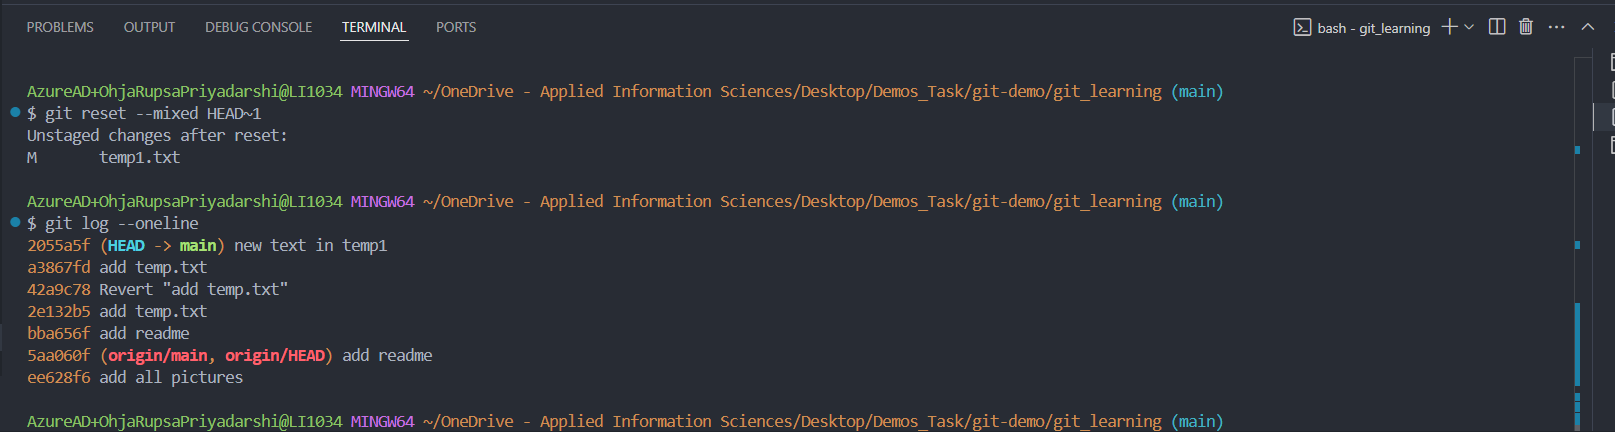 PROBLEMS OUTPUT DEBUG CONSOLE TERMINAL PORTS bash - git_learning
AzureAD+OhjaRupsaPriyadarshi@LI1034 MINGW64 ~/OneDrive - Applied Information Sciences/Desktop/Demos_Task/git-demo/git_learning (main)
$ git reset --mixed HEAD~1
Unstaged changes after reset:
M       temp1.txt
AzureAD+OhjaRupsaPriyadarshi@LI1034 MINGW64 ~/OneDrive - Applied Information Sciences/Desktop/Demos_Task/git-demo/git_learning (main)
$ git log --oneline
2055a5f (HEAD -> main) new text in temp1
a3867fd add temp.txt
42a9c78 Revert "add temp.txt"
2e132b5 add temp.txt
bba656f add readme
5aa060f (origin/main, origin/HEAD) add readme
ee628f6 add all pictures
AzureAD+OhjaRupsaPriyadarshi@LI1034 MINGW64 ~/OneDrive - Applied Information Sciences/Desktop/Demos_Task/git-demo/git_learning (main)